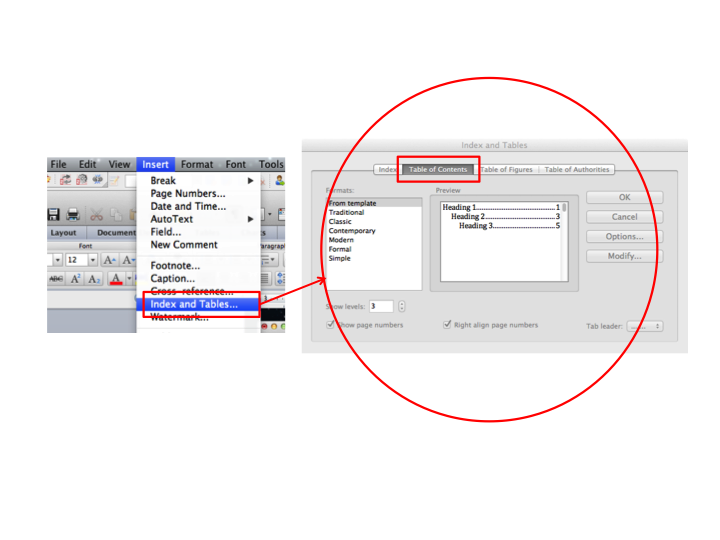 File Edit View Insert Format Font Tools
Break
Page Numbers...
Date and Time...
AutoText
Field...
New Comment
Footnote...
Caption...
Cross-reference...
Index and Tables...
Watermark...
Layout Document
Font
12
A A
ABC A2 A2 A
Index and Tables
Index Table of Contents Table of Figures Table of Authorities
Formats:
From template
Traditional
Classic
Contemporary
Modern
Formal
Simple
Preview
Heading 1 1
Heading 2 3
Heading 3 5
OK
Cancel
Options...
Modify...
Show levels: 3
Show page numbers
Right align page numbers
Tab leader: ......